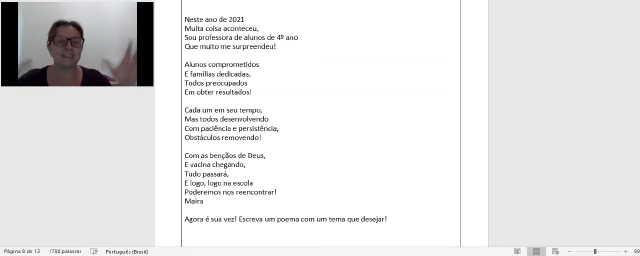 Neste ano de 2021
Muita coisa aconteceu,
Sou professora de alunos de 4º ano
Que muito me surpreendeu!
Alunos comprometidos
E famílias dedicadas,
Todos preocupados
Em obter resultados!
Cada um em seu tempo,
Mas todos desenvolvendo
Com paciência e persistência,
Obstáculos removendo!
Com as bençãos de Deus,
E vacina chegando,
Tudo passará,
E logo, logo na escola
Poderemos nos reencontrar!
Maira
Agora é sua vez! Escreva um poema com um tema que desejar!
Página 8 de 13 1706 palavras Português (Brasil)